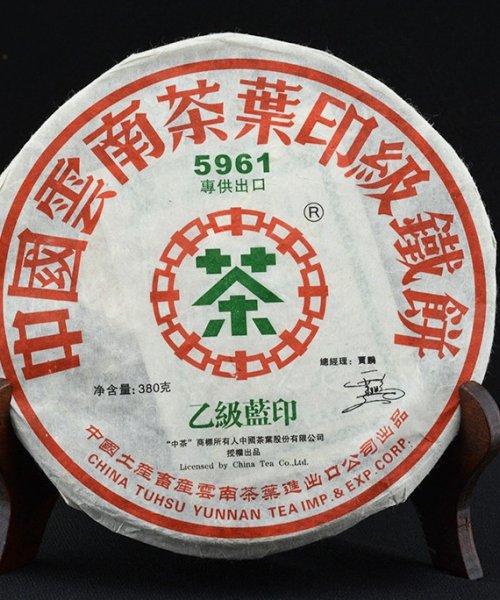 中國雲南茶葉印級鐵餅
5961
專供出口
®
茶
總經理：賈鵬
净含量：380克
乙級藍印
"中茶"商標所有人中國茶業股份有限公司
授權出品
Licensed by China Tea Co.,Ltd.
中國土産畜産雲南茶葉進出口公司出品
CHINA TUHSU YUNNAN TEA IMP. & EXP. CORP.